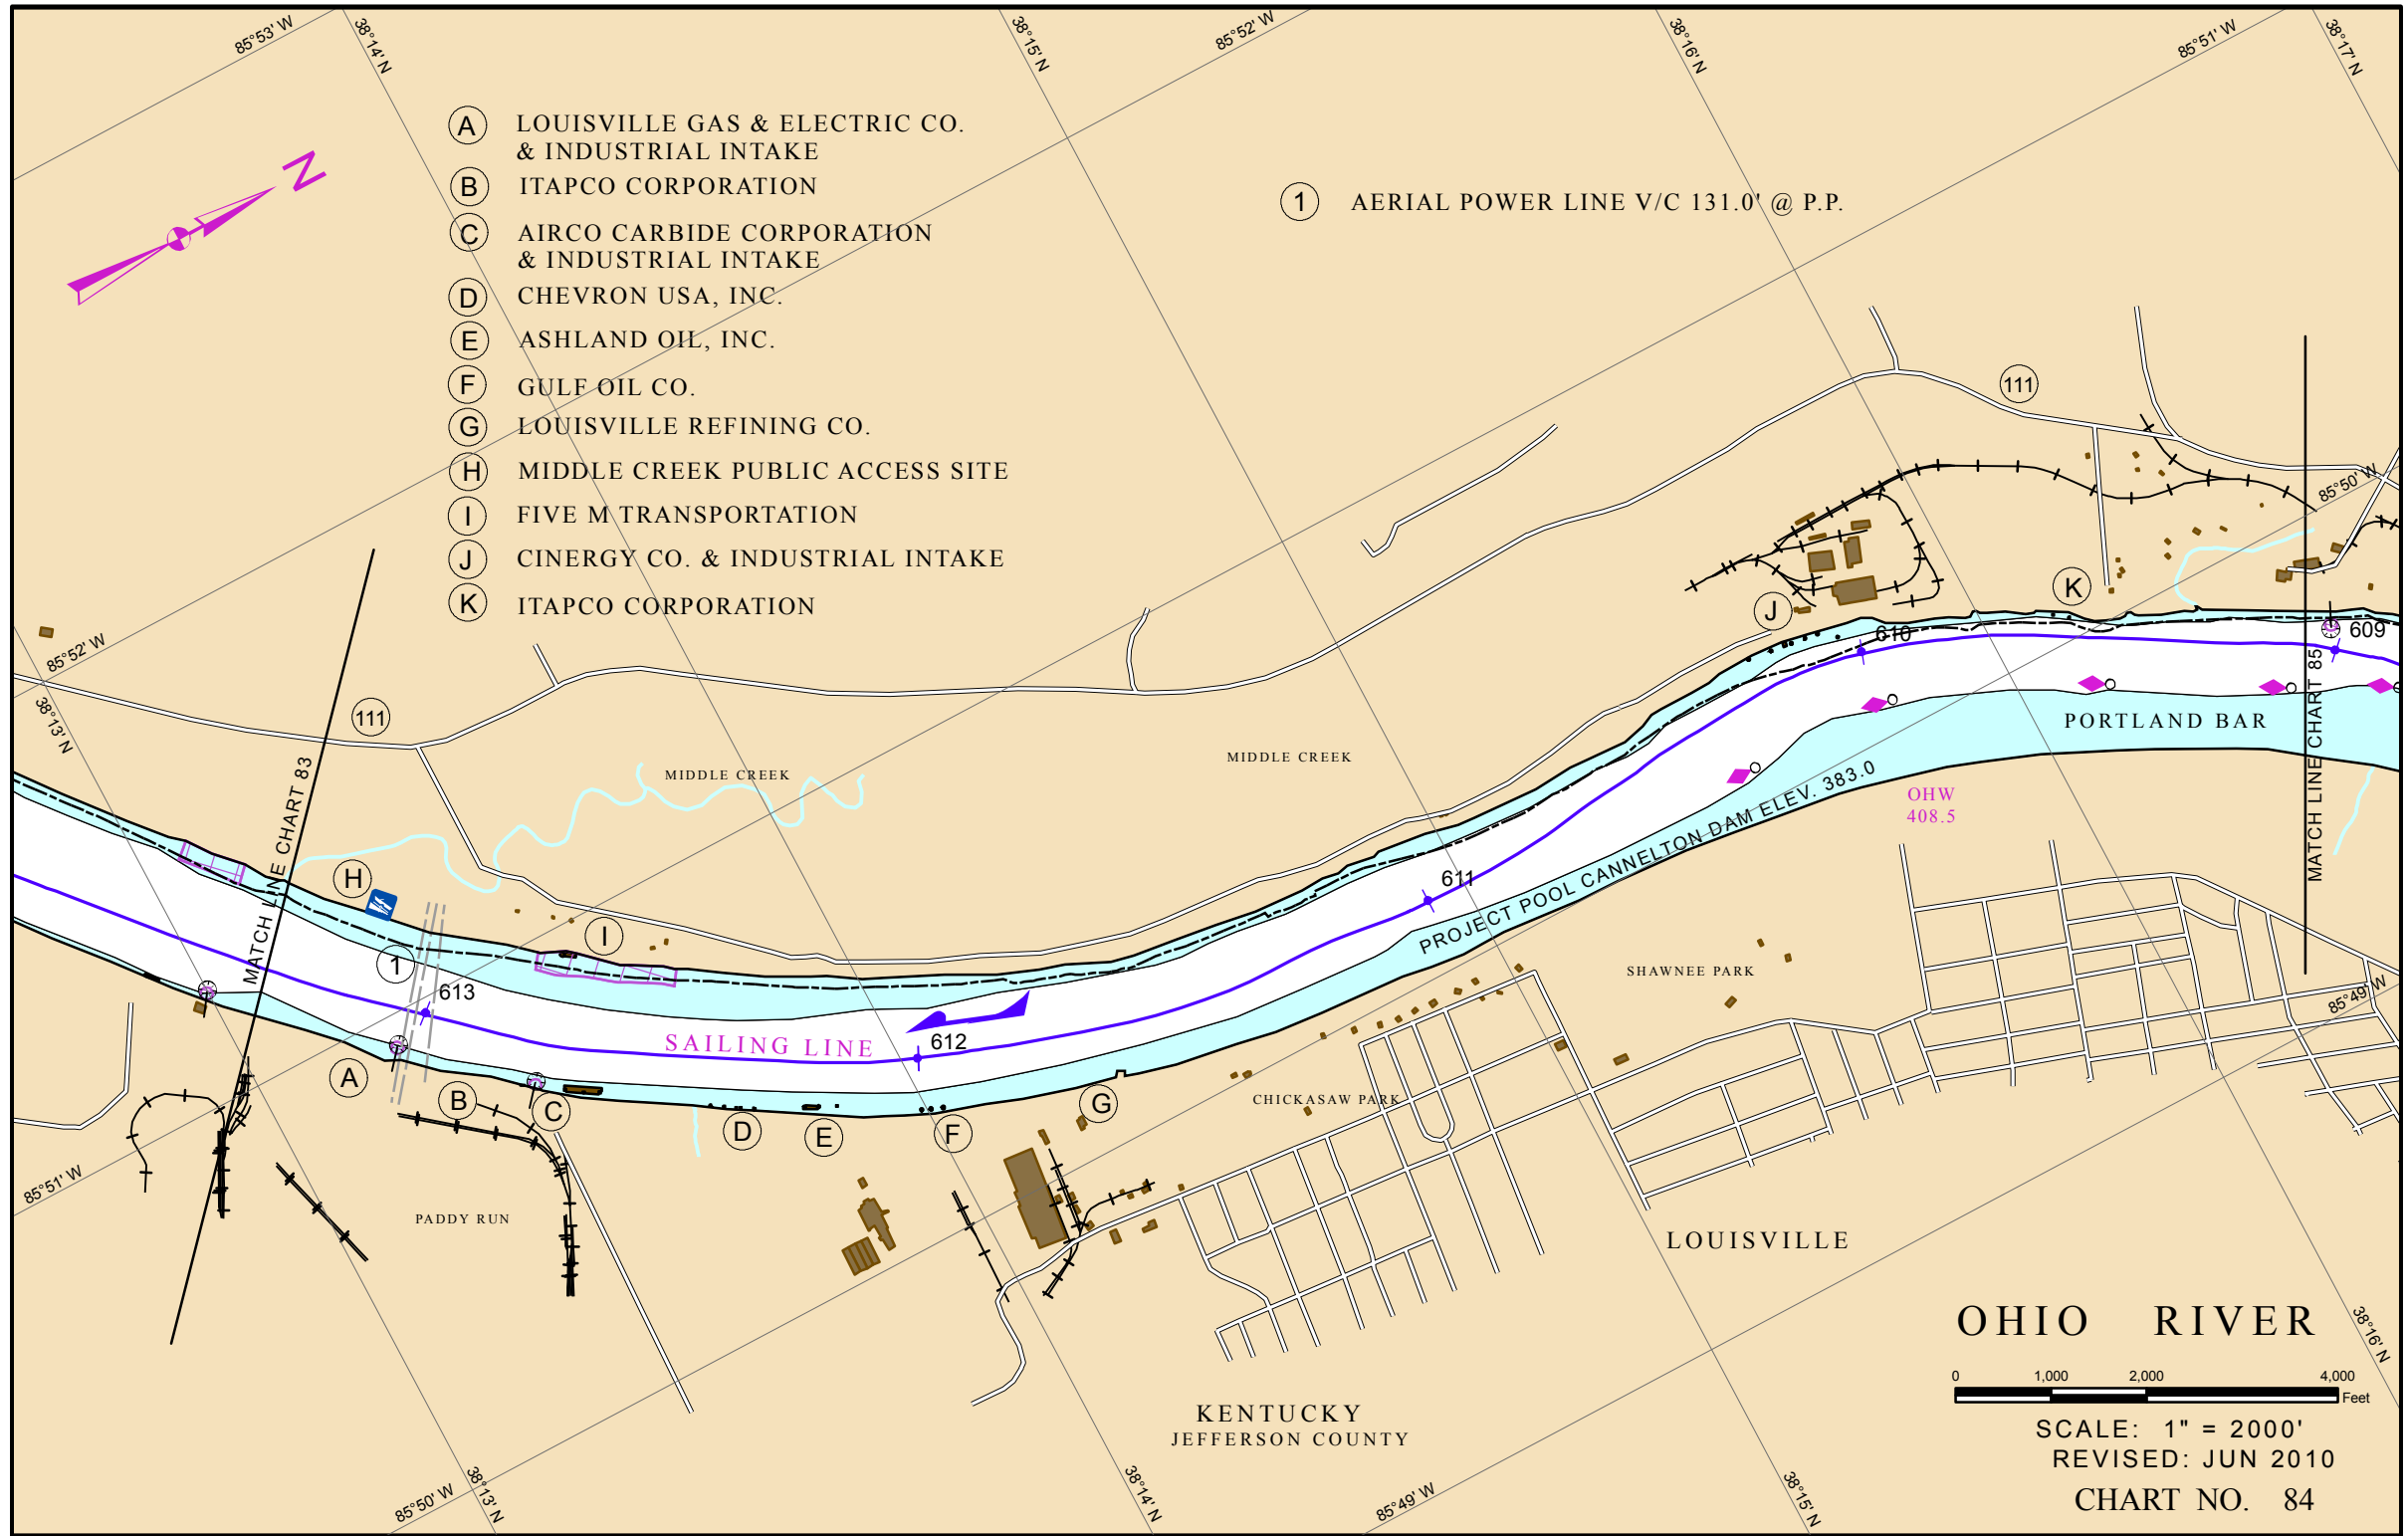 85°53' W
38°14' N
38°15' N
85°52' W
38°16' N
85°51' W
38°17' N
N
A LOUISVILLE GAS & ELECTRIC CO.
& INDUSTRIAL INTAKE
B ITAPCO CORPORATION
C AIRCO CARBIDE CORPORATION
& INDUSTRIAL INTAKE
D CHEVRON USA, INC.
E ASHLAND OIL, INC.
F GULF OIL CO.
G LOUISVILLE REFINING CO.
H MIDDLE CREEK PUBLIC ACCESS SITE
I FIVE M TRANSPORTATION
J CINERGY CO. & INDUSTRIAL INTAKE
K ITAPCO CORPORATION
1 AERIAL POWER LINE V/C 131.0' @ P.P.
111
85°50' W
K
J
610
609
85°52' W
38°13' N
111
MATCH LINE CHART 83
MIDDLE CREEK
MIDDLE CREEK
PORTLAND BAR
MATCH LINE CHART 85
OHW
408.5
PROJECT POOL CANNELTON DAM ELEV. 383.0
H
611
I
1
613
SHAWNEE PARK
85°49' W
SAILING LINE
612
A
B
C
D
E
F
G
CHICKASAW PARK
85°51' W
PADDY RUN
LOUISVILLE
OHIO RIVER
38°16' N
0 1,000 2,000 4,000
Feet
KENTUCKY
JEFFERSON COUNTY
SCALE: 1" = 2000'
REVISED: JUN 2010
CHART NO. 84
85°50' W
38°13' N
38°14' N
85°49' W
38°15' N